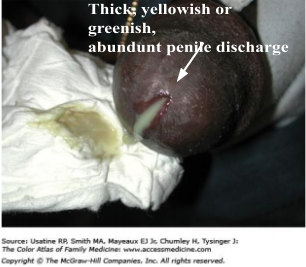 Thick, yellowish or
greenish,
abundunt penile discharge
Source: Usatine RP, Smith MA, Mayeaux EJ Jr, Chumley H, Tysinger J:
The Color Atlas of Family Medicine: www.accessmedicine.com
Copyright © The McGraw-Hill Companies, Inc. All rights reserved.